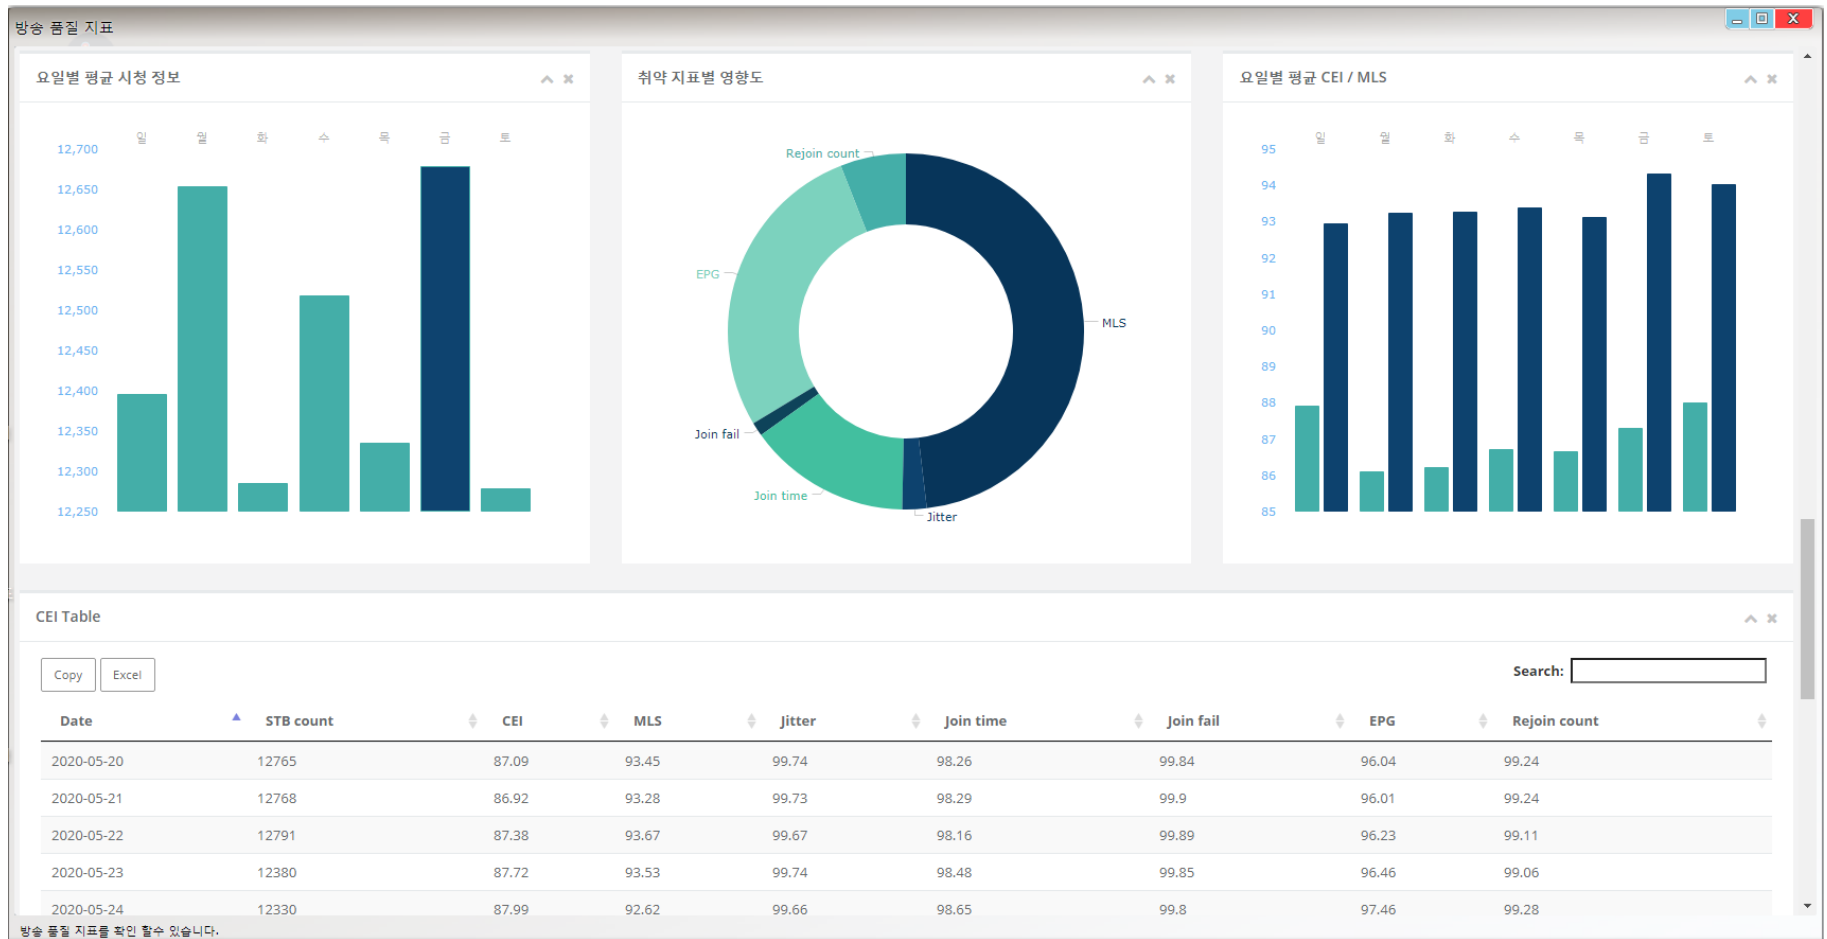 방송 품질 지표
요일별 평균 시청 정보
일 월 화 수 목 금 토
12,700
12,650
12,600
12,550
12,500
12,450
12,400
12,350
12,300
12,250
취약 지표별 영향도
Rejoin count
EPG
MLS
Join fail
Join time
Jitter
요일별 평균 CEI / MLS
일 월 화 수 목 금 토
95
94
93
92
91
90
89
88
87
86
85
CEI Table
Copy Excel
Search:
Date STB count CEI MLS Jitter Join time Join fail EPG Rejoin count
2020-05-20 12765 87.09 93.45 99.74 98.26 99.84 96.04 99.24
2020-05-21 12768 86.92 93.28 99.73 98.29 99.9 96.01 99.24
2020-05-22 12791 87.38 93.67 99.67 98.16 99.89 96.23 99.11
2020-05-23 12380 87.72 93.53 99.74 98.48 99.85 96.46 99.06
2020-05-24 12330 87.99 92.62 99.66 98.65 99.8 97.46 99.28
방송 품질 지표를 확인 할수 있습니다.